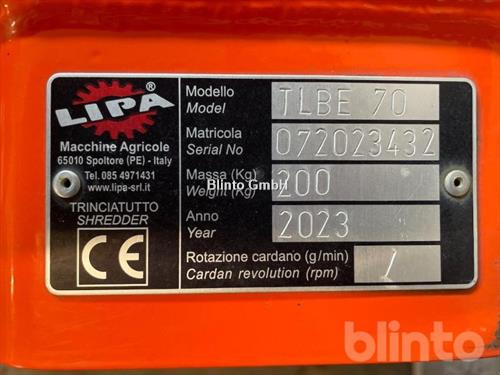 LIPA ®
Macchine Agricole
65010 Spoltore (PE) - Italy
Tel. 085 4971431
www.lipa-srl.it
TRINCIATUTTO
SHREDDER
CE
Modello
Model
TLBE 70
Matricola
Serial No
072023432
Massa (Kg)
Weight (Kg)
200
Anno
Year
2023
Rotazione cardano (g/min)
Cardan revolution (rpm)
/
Blinto GmbH
blinto